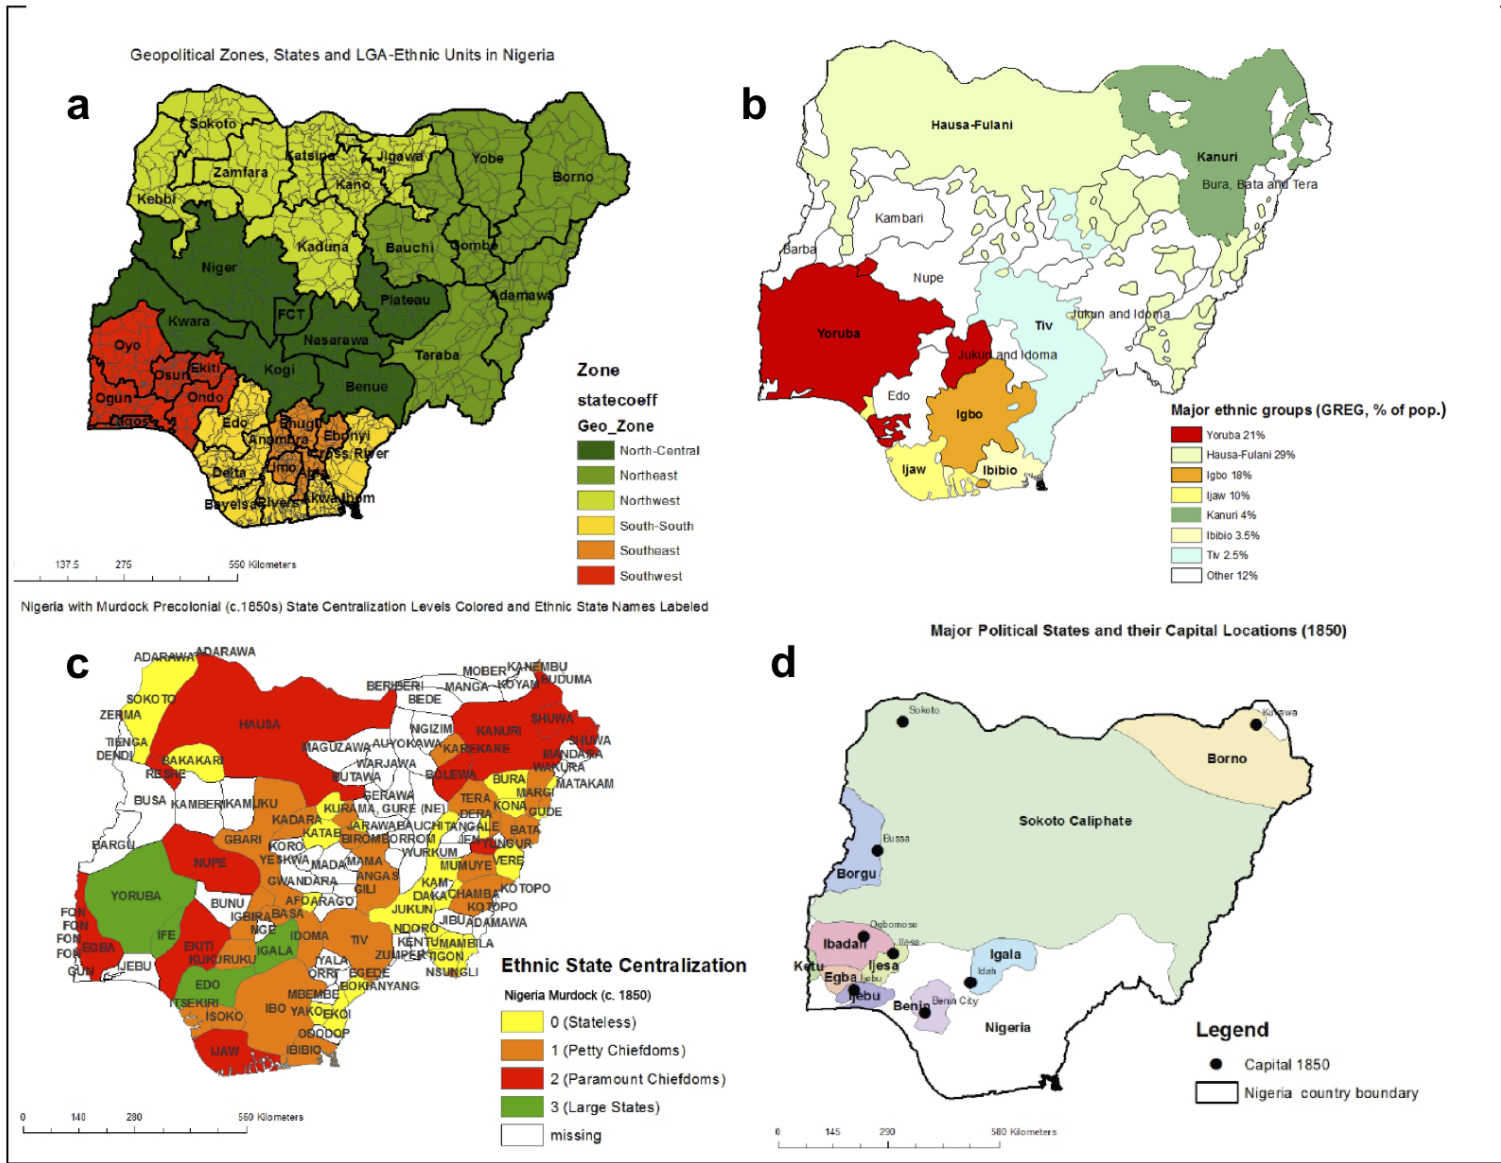 Geopolitical Zones, States and LGA-Ethnic Units in Nigeria
a
Sokoto
Katsina
Jigawa
Yobe
Borno
Zamfara
Kano
Kebbi
Kaduna
Bauchi
Gombe
Niger
Plateau
Adamawa
FCT
Kwara
Nasarawa
Oyo
Taraba
Kogi
Osun
Ekiti
Benue
Ogun
Ondo
Lagos
Edo
Enugu
Anambra
Ebonyi
Cross River
Delta
Imo
Abia
Bayelsa
Rivers
Akwa Ibom
Zone
statecoeff
Geo_Zone
North-Central
Northeast
Northwest
South-South
Southeast
Southwest
137.5 275 550 Kilometers
b
Hausa-Fulani
Kanuri
Bura, Bata and Tera
Kambari
Barba
Nupe
Yoruba
Tiv
Jukun and Idoma
Jukun and Idoma
Edo
Igbo
Ijaw
Ibibio
Major ethnic groups (GREG, % of pop.)
Yoruba 21%
Hausa-Fulani 29%
Igbo 18%
Ijaw 10%
Kanuri 4%
Ibibio 3.5%
Tiv 2.5%
Other 12%
Nigeria with Murdock Precolonial (c.1850s) State Centralization Levels Colored and Ethnic State Names Labeled
c
ADARAWA
ADARAWA
KANEMBU
MOBER
BUDUMA
BERIBERI
MANGA
KOYAM
BEDE
SOKOTO
ZERMA
HAUSA
NGIZIM
KANURI
SHUWA
SHUWA
TIENGA
DENDI
MAGUZAWA
AUYOKAWA
KAREKARE
MANDARA
BAKAKARI
WARJAWA
WAKURA
RESHE
BUTAWA
BOLEWA
BURA
MATAKAM
BUSA
KAMBERI
KAMUKU
GERAWA
TERA
MARGI
KURAMA
GURE (NE)
KONA
GUDE
KADARA
DERA
KATAB
JARAWA
BAUCHI
TANGALE
BATA
BARGU
GBARI
BIROM
BORROM
JEN
YUNGUR
KORO
WURKUM
NUPE
YESKWA
MADA
MAMA
MUMUYE
VERE
GWANDARA
ANGAS
GILI
KAM
YORUBA
DAKA
CHAMBA
KOTOPO
KOTOPO
BUNU
AFO
ARAGO
JUKUN
IGBIRA
BASA
JIBU
ADAMAWA
FON
FON
FON
FON
IFE
NGE
IDOMA
TIV
NDORO
EGBA
EKITI
KUKURUKU
IGALA
KENTU
MAMBILA
ZUMPER
TIGON
GUN
JEBU
IYALA
ORRI
EGEDE
NSUNGLI
EDO
BOKI
ANYANG
ITSEKIRI
MBEMBE
ISOKO
IBO
YAKO
EKOI
ODODOP
IJAW
IBIBIO
Ethnic State Centralization
Nigeria Murdock (c. 1850)
0 (Stateless)
1 (Petty Chiefdoms)
2 (Paramount Chiefdoms)
3 (Large States)
missing
0 140 280 560 Kilometers
Major Political States and their Capital Locations (1850)
d
Sokoto
Borno
Sokoto Caliphate
Bussa
Borgu
Ogbomose
Ibadan
Ilesa
Ketu
Ijesa
Igala
Egba
Ijebu
Idah
Ijebu
Benin
Benin City
Nigeria
Legend
Capital 1850
Nigeria country boundary
0 145 290 580 Kilometers